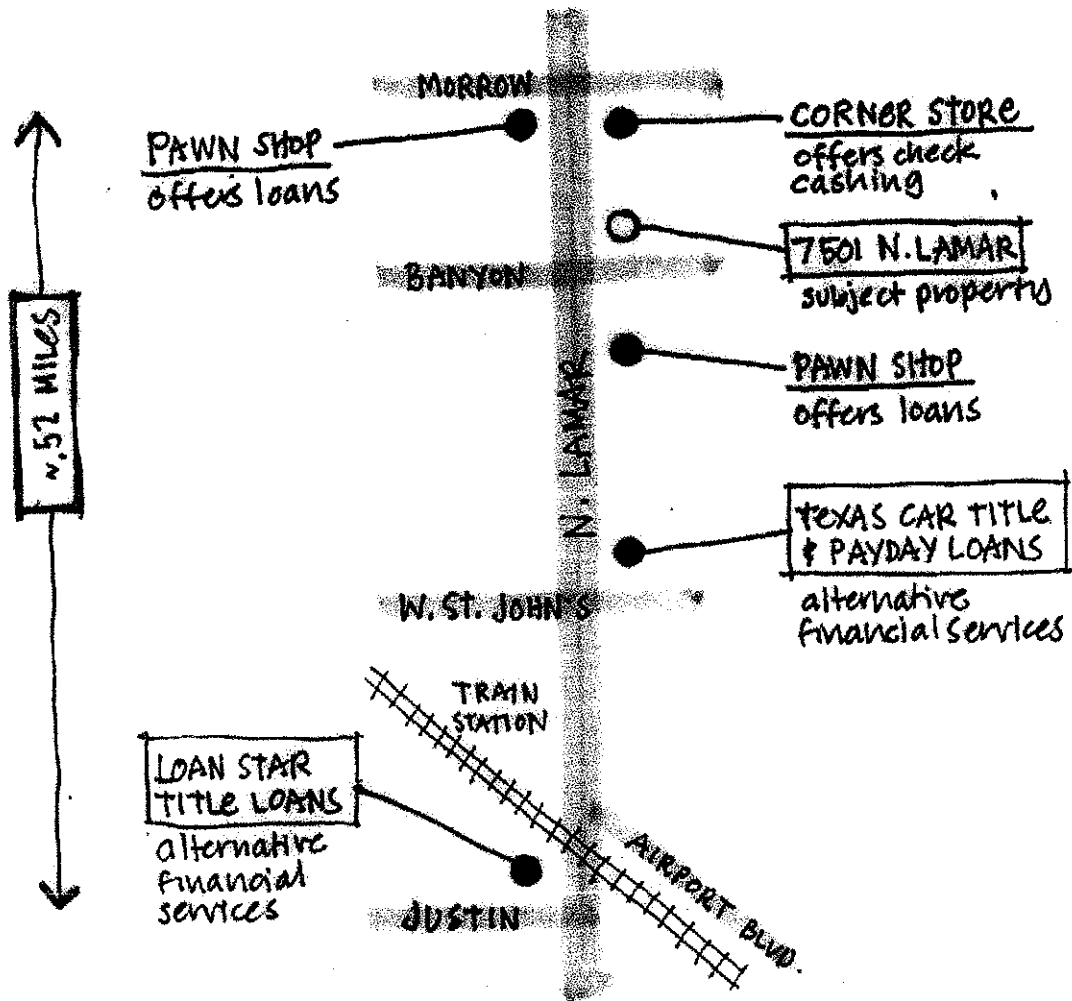 MORROW
PAWN SHOP
offers loans
CORNER STORE
offers check
cashing
7501 N. LAMAR
subject property
BANYON
~.52 MILES
N. LAMAR
PAWN SHOP
offers loans
TEXAS CAR TITLE
& PAYDAY LOANS
alternative
financial services
W. ST. JOHN'S
TRAIN
STATION
LOAN STAR
TITLE LOANS
alternative
financial
services
AIRPORT BLVD.
JUSTIN